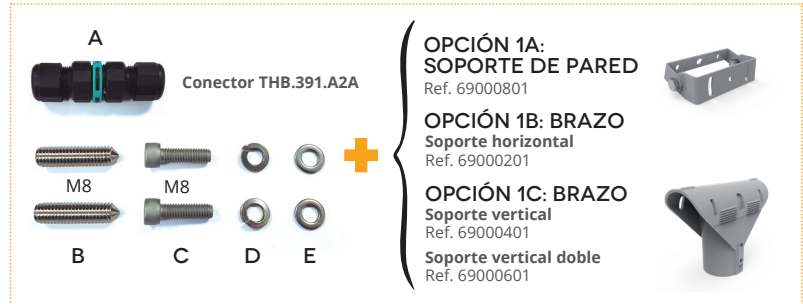 A
Conector THB.391.A2A
M8
M8
B
C
D
E
OPCIÓN 1A:
SOPORTE DE PARED
Ref. 69000801
OPCIÓN 1B: BRAZO
Soporte horizontal
Ref. 69000201
OPCIÓN 1C: BRAZO
Soporte vertical
Ref. 69000401
Soporte vertical doble
Ref. 69000601